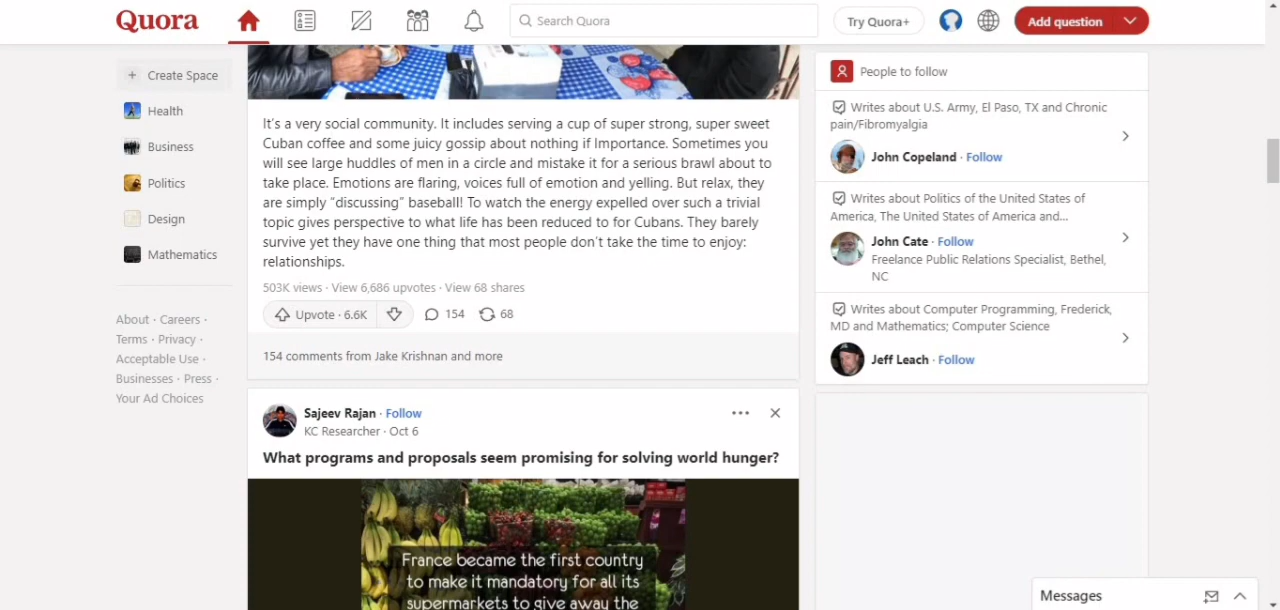 Quora
Search Quora
Try Quora+
Add question
+ Create Space
Health
Business
Politics
Design
Mathematics
About · Careers ·
Terms · Privacy ·
Acceptable Use ·
Businesses · Press ·
Your Ad Choices
It's a very social community. It includes serving a cup of super strong, super sweet
Cuban coffee and some juicy gossip about nothing if Importance. Sometimes you
will see large huddles of men in a circle and mistake it for a serious brawl about to
take place. Emotions are flaring, voices full of emotion and yelling. But relax, they
are simply “discussing” baseball! To watch the energy expelled over such a trivial
topic gives perspective to what life has been reduced to for Cubans. They barely
survive yet they have one thing that most people don't take the time to enjoy:
relationships.
503K views · View 6,686 upvotes · View 68 shares
Upvote · 6.6K
154
68
154 comments from Jake Krishnan and more
Sajeev Rajan · Follow
KC Researcher · Oct 6
What programs and proposals seem promising for solving world hunger?
France became the first country
to make it mandatory for all its
supermarkets to give away the
People to follow
Writes about U.S. Army, El Paso, TX and Chronic
pain/Fibromyalgia
John Copeland · Follow
Writes about Politics of the United States of
America, The United States of America and...
John Cate · Follow
Freelance Public Relations Specialist, Bethel,
NC
Writes about Computer Programming, Frederick,
MD and Mathematics; Computer Science
Jeff Leach · Follow
Messages